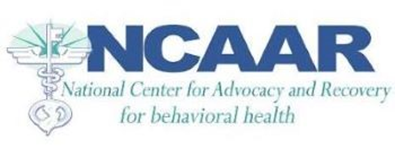 NCAAR
National Center for Advocacy and Recovery
for behavioral health